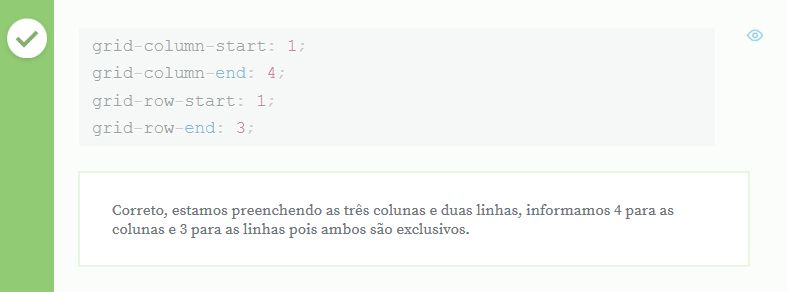 grid-column-start: 1;
grid-column-end: 4;
grid-row-start: 1;
grid-row-end: 3;
Correto, estamos preenchendo as três colunas e duas linhas, informamos 4 para as
colunas e 3 para as linhas pois ambos são exclusivos.